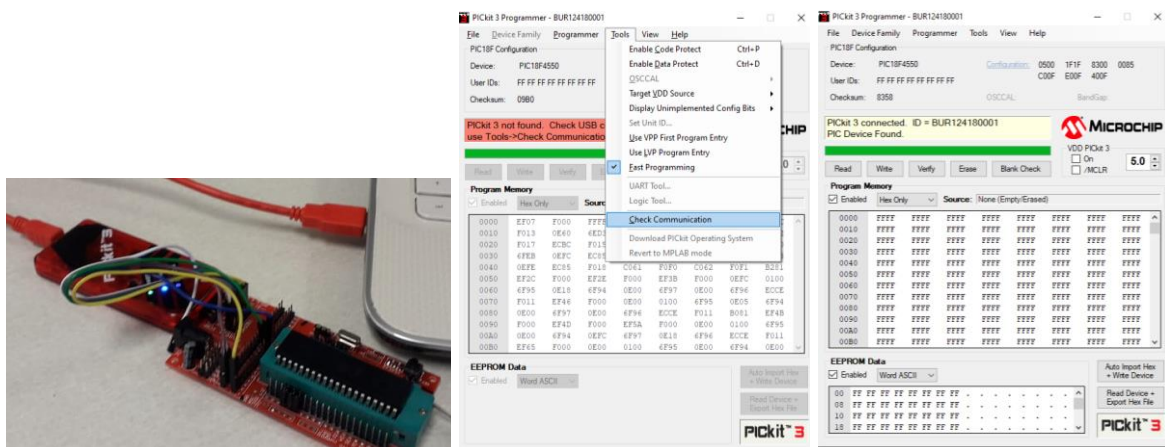 PICkit 3
PICkit 3 Programmer - BUR124180001
File Device Family Programmer Tools View Help
PIC18F Configuration
Device: PIC18F4550
User IDs: FF FF FF FF FF FF FF FF
Checksum: 09B0
PICkit 3 not found. Check USB c
use Tools->Check Communicatio
Read Write Verify
Program Memory
Enabled Hex Only Sourc
0000 EF07 F000 FFFF
0010 F013 0E60 6ED3
0020 F017 ECBC F015
0030 6FEB 0EFC EC85
0040 0EFE EC85 F018 C061 F0F0 C062 F0F1 B281
0050 EF2C F000 EF2E F000 EF3B F000 0EFC 0100
0060 6F95 0E18 6F94 0E00 6F97 0E00 6F96 ECCE
0070 F011 EF46 F000 0E00 0100 6F95 0E05 6F94
0080 0E00 6F97 0E00 6F96 ECCE F011 B081 EF4B
0090 F000 EF4D F000 EF5A F000 0E00 0100 6F95
00A0 0E00 6F94 0EFC 6F97 0E18 6F96 ECCE F011
00B0 EF65 F000 0E00 0100 6F95 0E00 6F94 0E00
EEPROM Data
Enabled Word ASCII
Auto Import Hex
+ Write Device
Read Device +
Export Hex File
PICkit™ 3
Enable Code Protect Ctrl+P
Enable Data Protect Ctrl+D
OSCCAL
Target VDD Source
Display Unimplemented Config Bits
Set Unit ID...
Use VPP First Program Entry
Use LVP Program Entry
Fast Programming
UART Tool...
Logic Tool...
Check Communication
Download PICkit Operating System
Revert to MPLAB mode
PICkit 3 Programmer - BUR124180001
File Device Family Programmer Tools View Help
PIC18F Configuration
Device: PIC18F4550 Configuration: 0500 1F1F 8300 0085
User IDs: FF FF FF FF FF FF FF FF C00F E00F 400F
Checksum: 8358 OSCCAL: BandGap:
PICkit 3 connected. ID = BUR124180001
PIC Device Found.
MICROCHIP
VDD PICkit 3
On
/MCLR
5.0
Read Write Verify Erase Blank Check
Program Memory
Enabled Hex Only Source: None (Empty/Erased)
0000 FFFF FFFF FFFF FFFF FFFF FFFF FFFF FFFF
0010 FFFF FFFF FFFF FFFF FFFF FFFF FFFF FFFF
0020 FFFF FFFF FFFF FFFF FFFF FFFF FFFF FFFF
0030 FFFF FFFF FFFF FFFF FFFF FFFF FFFF FFFF
0040 FFFF FFFF FFFF FFFF FFFF FFFF FFFF FFFF
0050 FFFF FFFF FFFF FFFF FFFF FFFF FFFF FFFF
0060 FFFF FFFF FFFF FFFF FFFF FFFF FFFF FFFF
0070 FFFF FFFF FFFF FFFF FFFF FFFF FFFF FFFF
0080 FFFF FFFF FFFF FFFF FFFF FFFF FFFF FFFF
0090 FFFF FFFF FFFF FFFF FFFF FFFF FFFF FFFF
00A0 FFFF FFFF FFFF FFFF FFFF FFFF FFFF FFFF
00B0 FFFF FFFF FFFF FFFF FFFF FFFF FFFF FFFF
EEPROM Data
Enabled Word ASCII
00 FF FF FF FF FF FF FF FF . . . . . . . .
08 FF FF FF FF FF FF FF FF . . . . . . . .
10 FF FF FF FF FF FF FF FF . . . . . . . .
18 FF FF FF FF FF FF FF FF . . . . . . . .
Auto Import Hex
+ Write Device
Read Device +
Export Hex File
PICkit™ 3